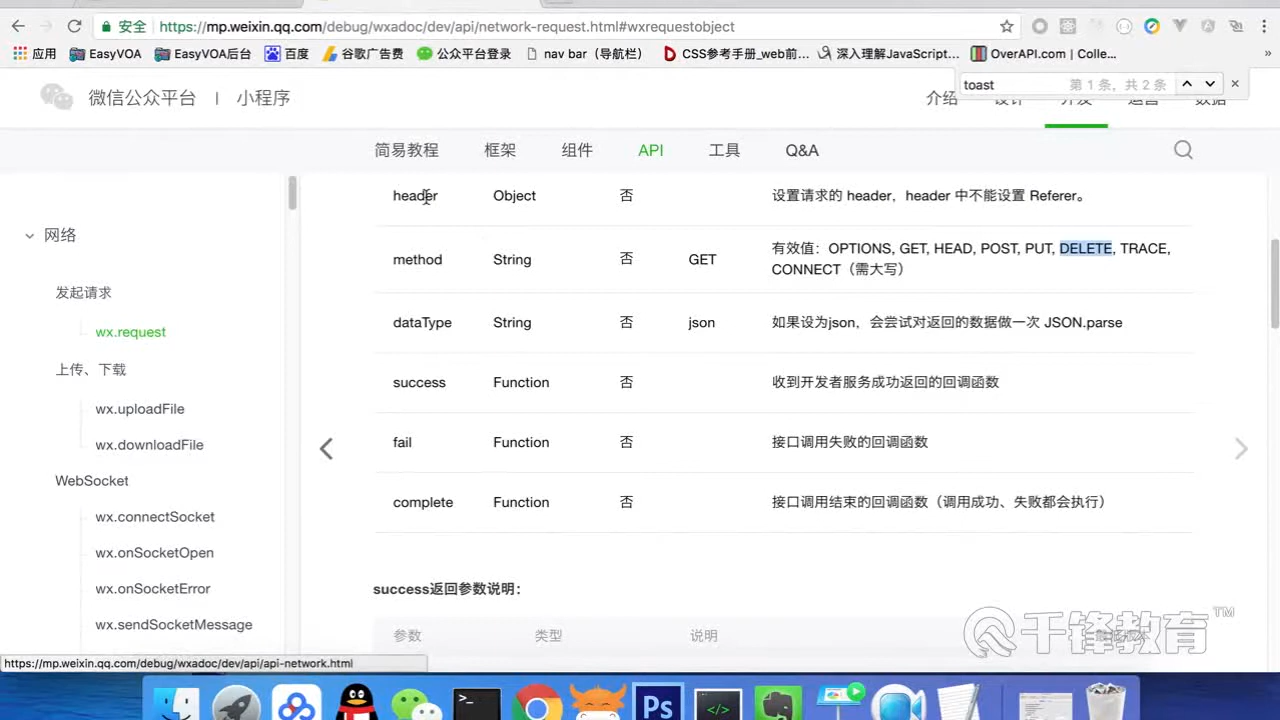 安全 https://mp.weixin.qq.com/debug/wxadoc/dev/api/network-request.html#wxrequestobject
应用 EasyVOA EasyVOA后台 百度 谷歌广告费 公众平台登录 nav bar（导航栏） CSS参考手册_web前... 深入理解JavaScript... OverAPI.com | Colle... »
toast 第 1 条，共 2 条
微信公众平台 | 小程序 介绍 设计 开发 运营 数据
简易教程 框架 组件 API 工具 Q&A
header Object 否 设置请求的 header，header 中不能设置 Referer。
网络
method String 否 GET 有效值：OPTIONS, GET, HEAD, POST, PUT, DELETE, TRACE,
CONNECT（需大写）
发起请求
wx.request
dataType String 否 json 如果设为json，会尝试对返回的数据做一次 JSON.parse
上传、下载
success Function 否 收到开发者服务成功返回的回调函数
wx.uploadFile
wx.downloadFile
fail Function 否 接口调用失败的回调函数
WebSocket
complete Function 否 接口调用结束的回调函数（调用成功、失败都会执行）
wx.connectSocket
wx.onSocketOpen
wx.onSocketError
success返回参数说明：
wx.sendSocketMessage
参数 类型 说明
千锋教育™
https://mp.weixin.qq.com/debug/wxadoc/dev/api/api-network.html
Ps